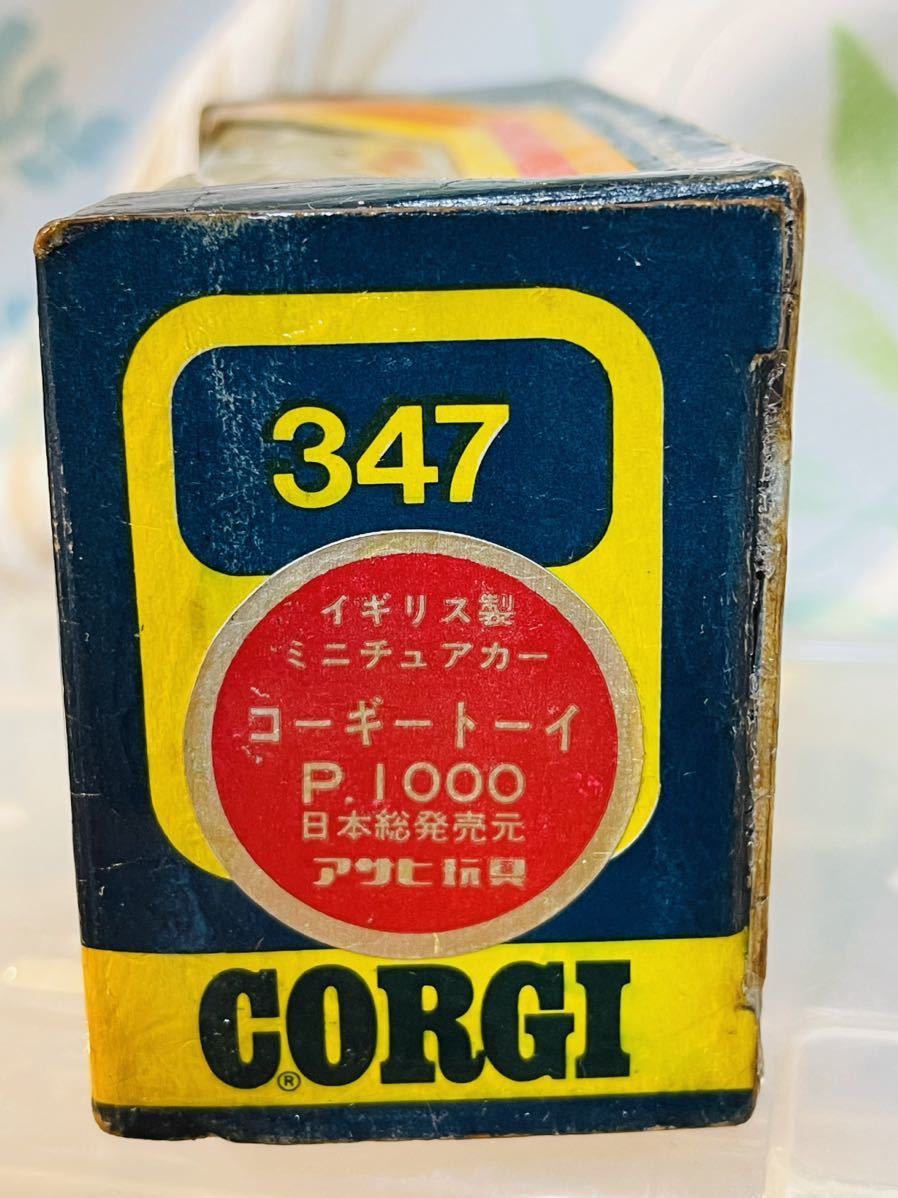 347
イギリス製
ミニチュアカー
コーギートーイ
P.1000
日本総発売元
アサヒ玩具
CORGI®